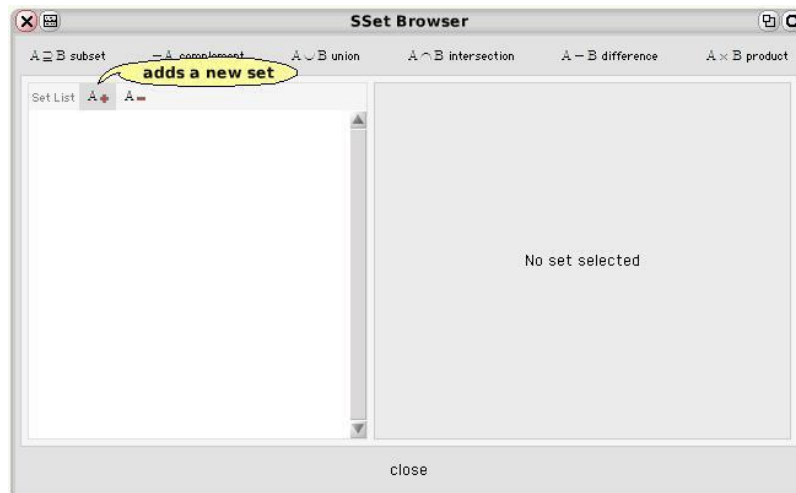 SSet Browser
A ⊇ B subset −A complement A ⌣ B union A ⌢ B intersection A − B difference A × B product
adds a new set
Set List A+ A−
No set selected
close